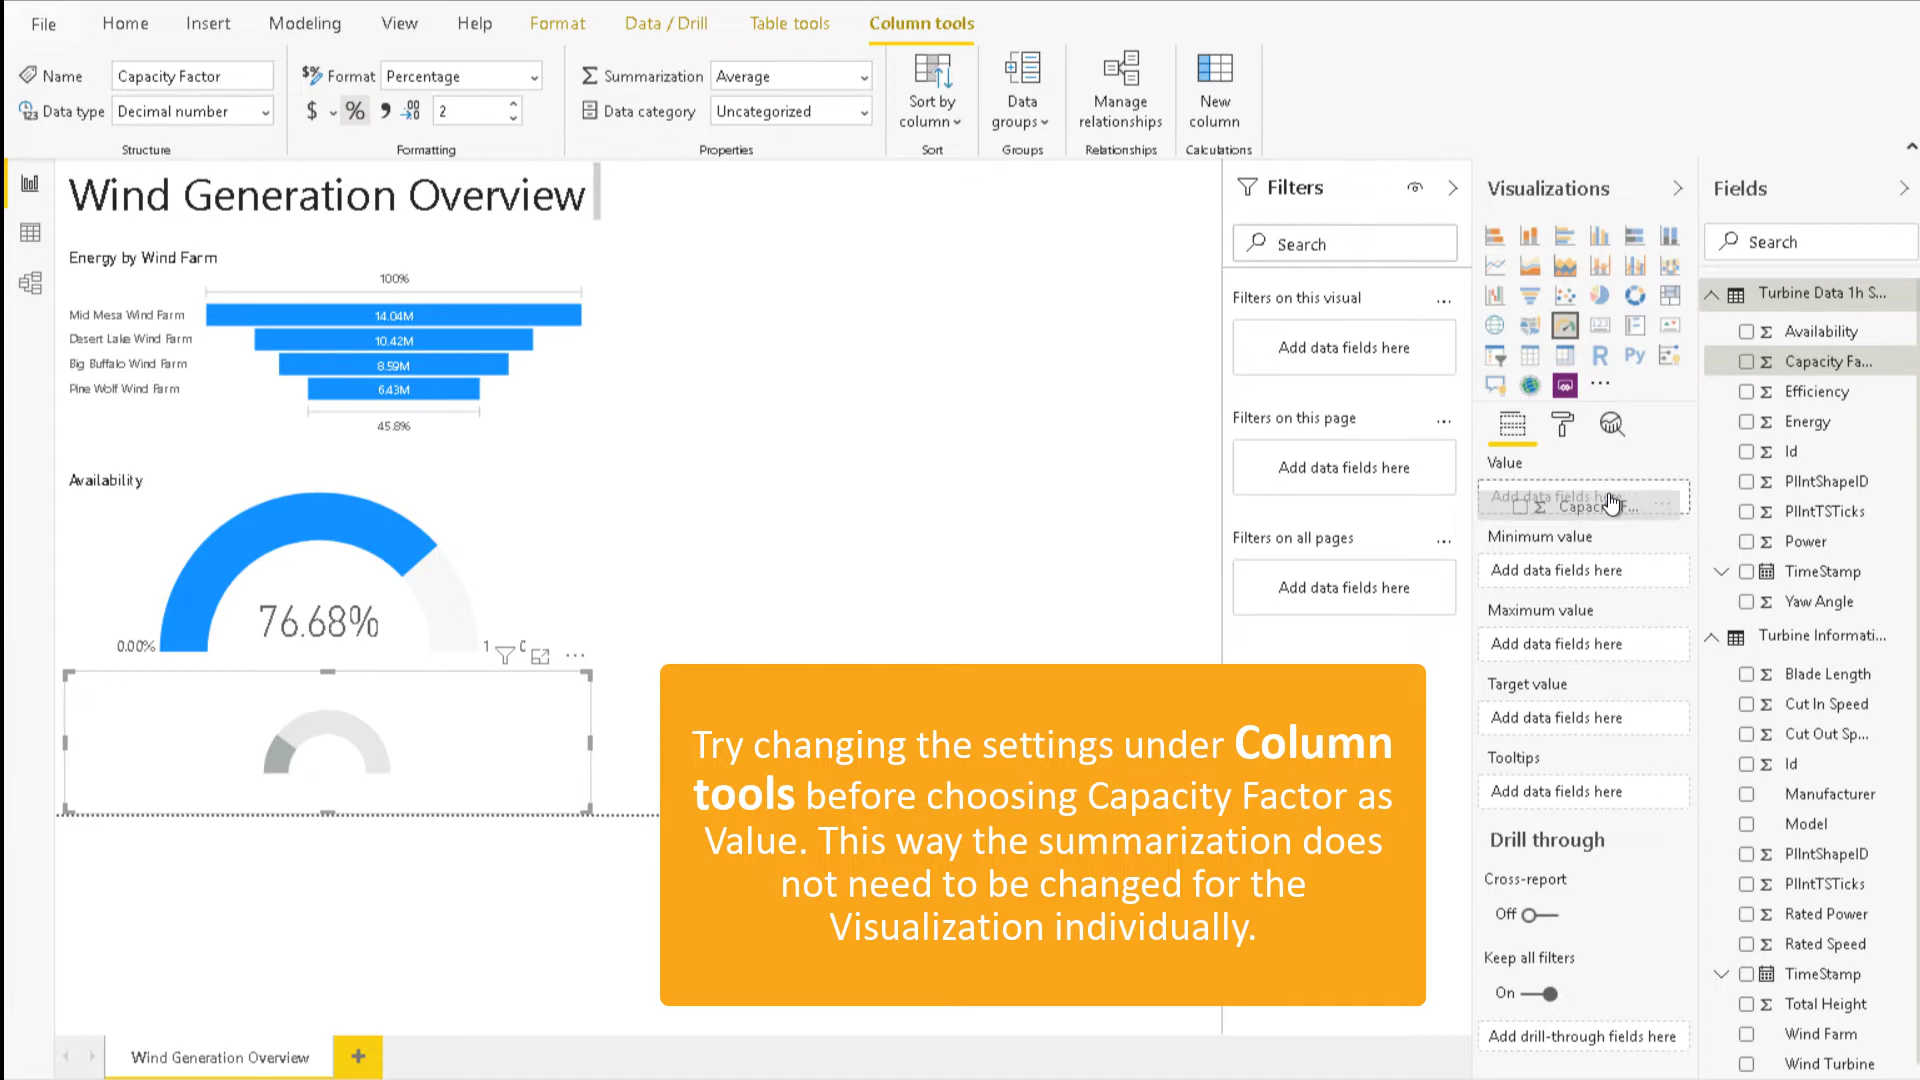 File Home Insert Modeling View Help Format Data / Drill Table tools Column tools
Name Capacity Factor
Data type Decimal number
Structure
Format Percentage
$ % 2
Formatting
Summarization Average
Data category Uncategorized
Properties
Sort by
column
Sort
Data
groups
Groups
Manage
relationships
Relationships
New
column
Calculations
Wind Generation Overview
Energy by Wind Farm
100%
Mid Mesa Wind Farm 14.04M
Desert Lake Wind Farm 10.42M
Big Buffalo Wind Farm 8.59M
Pine Wolf Wind Farm 6.43M
45.8%
Availability
76.68%
0.00%
Try changing the settings under Column
tools before choosing Capacity Factor as
Value. This way the summarization does
not need to be changed for the
Visualization individually.
Wind Generation Overview
Filters
Search
Filters on this visual ...
Add data fields here
Filters on this page ...
Add data fields here
Filters on all pages ...
Add data fields here
Visualizations
R Py
Value
Add data fields here
Minimum value
Add data fields here
Maximum value
Add data fields here
Target value
Add data fields here
Tooltips
Add data fields here
Drill through
Cross-report
Off
Keep all filters
On
Add drill-through fields here
Fields
Search
Turbine Data 1h S...
Availability
Capacity Fa...
Efficiency
Energy
Id
PIIntShapeID
PIIntTSTicks
Power
TimeStamp
Yaw Angle
Turbine Informati...
Blade Length
Cut In Speed
Cut Out Sp...
Id
Manufacturer
Model
PIIntShapeID
PIIntTSTicks
Rated Power
Rated Speed
TimeStamp
Total Height
Wind Farm
Wind Turbine